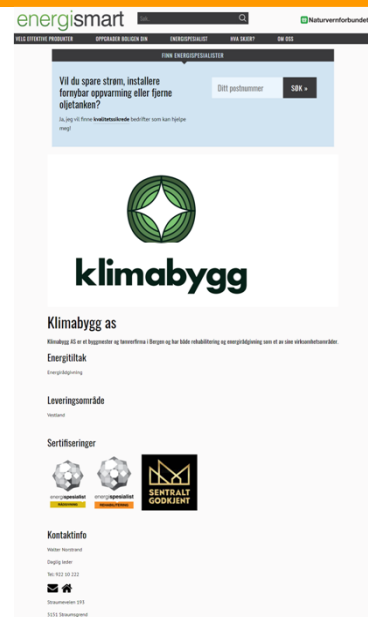 energismart
Søk..
Naturvernforbundet
VELG EFFEKTIVE PRODUKTER OPPGRADER BOLIGEN DIN ENERGISPESIALIST HVA SKJER? OM OSS
FINN ENERGISPESIALISTER
Vil du spare strøm, installere
fornybar oppvarming eller fjerne
oljetanken?
Ja, jeg vil finne kvalitetssikrede bedrifter som kan hjelpe
meg!
Ditt postnummer
SØK »
klimabygg
Klimabygg as
Klimabygg AS er et byggmester og tømrerfirma i Bergen og har både rehabilitering og energirådgivning som et av sine virksomhetsområder.
Energitiltak
Energirådgivning
Leveringsområde
Vestland
Sertifiseringer
energispesialist
RÅDGIVNING
energispesialist
REHABILITERING
SENTRALT
GODKJENT
Kontaktinfo
Walter Norstrand
Daglig leder
Tel: 922 10 222
Straumeveien 193
5151 Straumsgrend